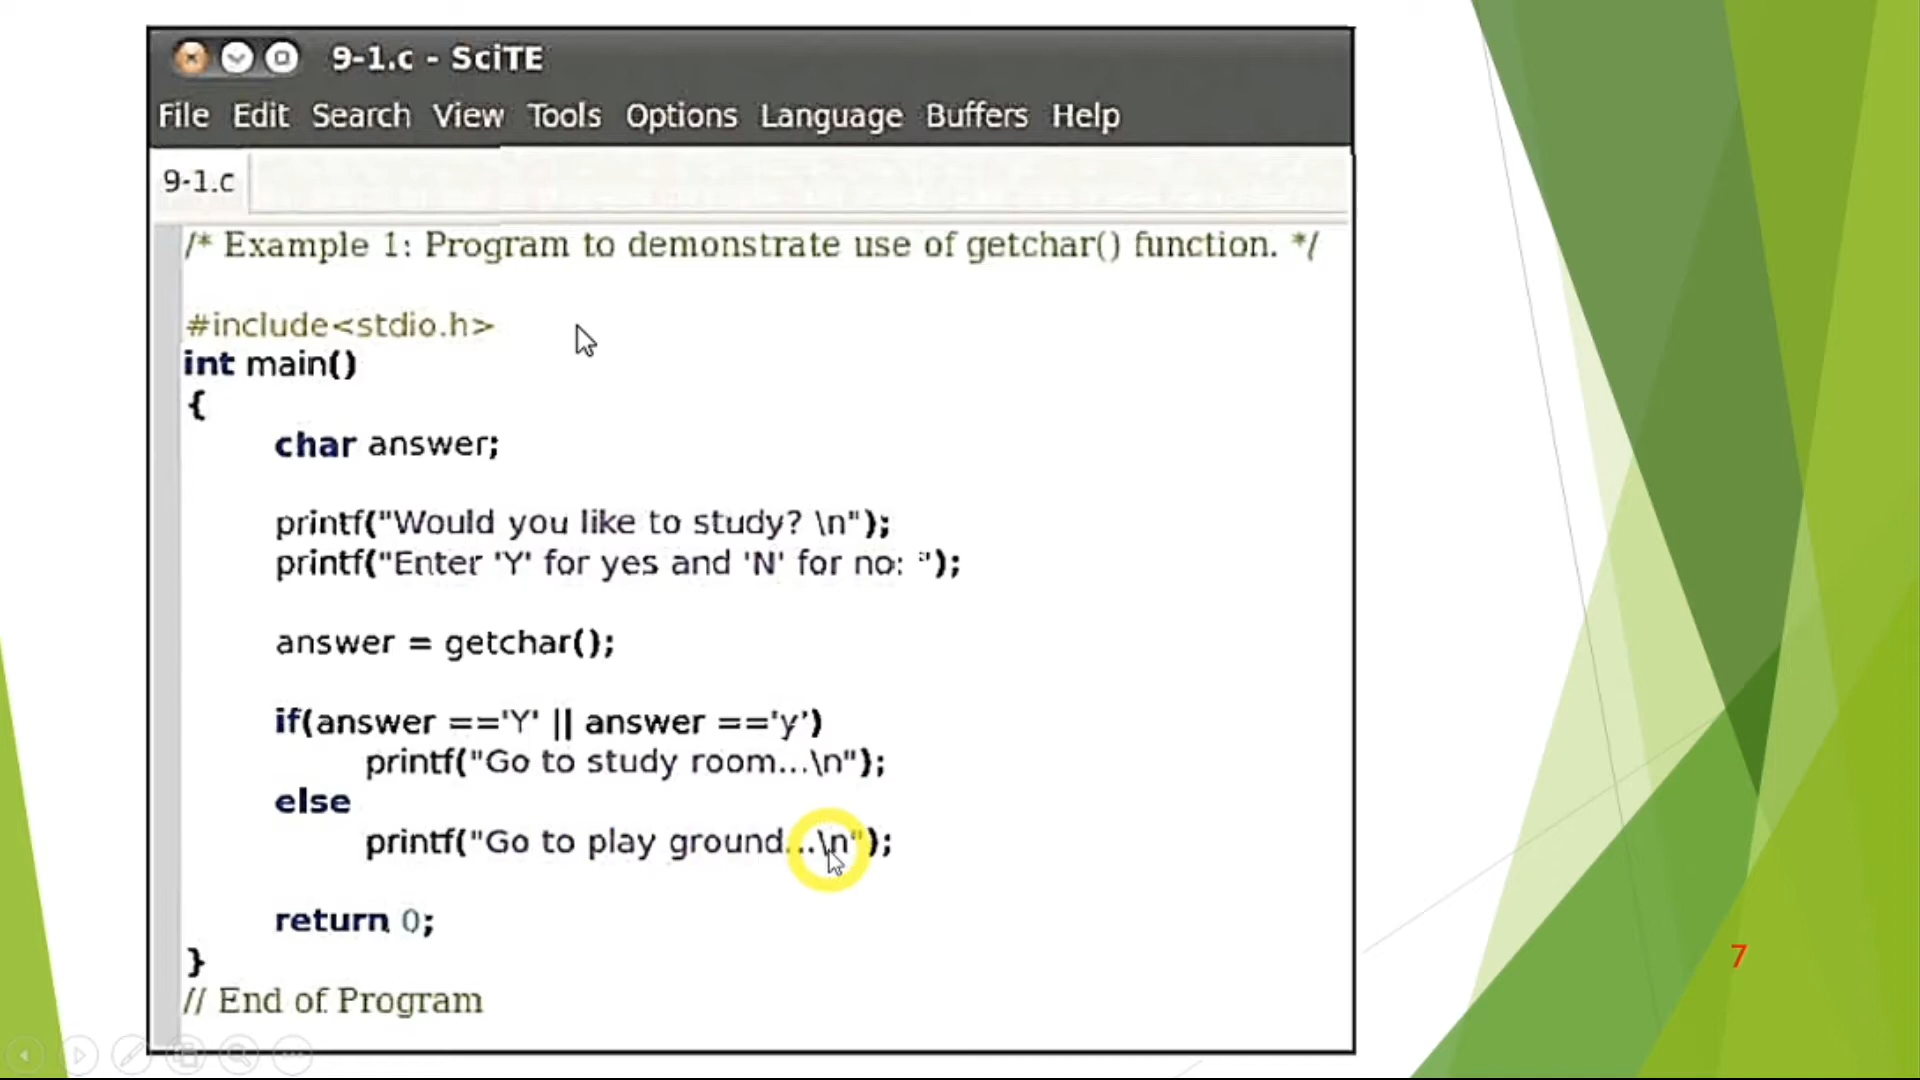 9-1.c - SciTE
File Edit Search View Tools Options Language Buffers Help
9-1.c
/* Example 1: Program to demonstrate use of getchar() function. */
#include<stdio.h>
int main()
{
char answer;
printf("Would you like to study? \n");
printf("Enter 'Y' for yes and 'N' for no: ");
answer = getchar();
if(answer =='Y' || answer =='y')
printf("Go to study room...\n");
else
printf("Go to play ground...\n");
return 0;
}
// End of Program
7